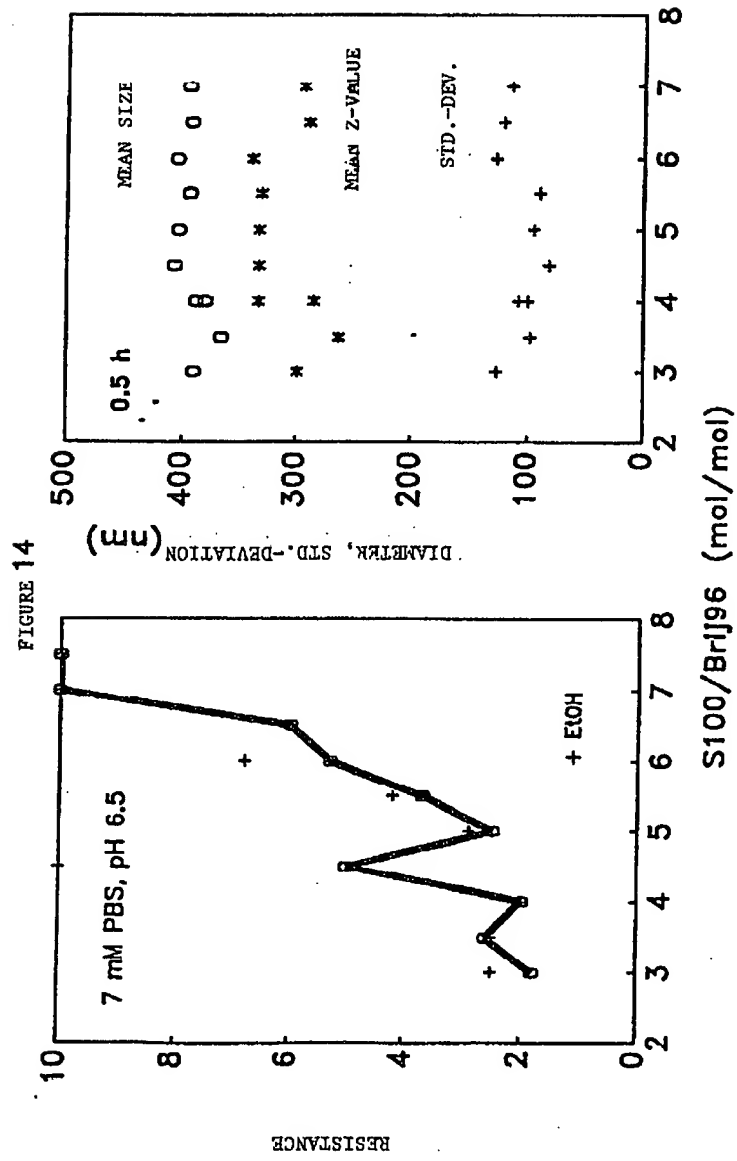 FIGURE 14
RESISTANCE
10
8
6
4
2
0
7 mM PBS, pH 6.5
+ EtOH
2 3 4 5 6 7 8
DIAMETER, STD.-DEVIATION (nm)
500
400
300
200
100
0
0.5 h
MEAN SIZE
MEAN Z-VALUE
STD.-DEV.
2 3 4 5 6 7 8
S100/Brij96 (mol/mol)